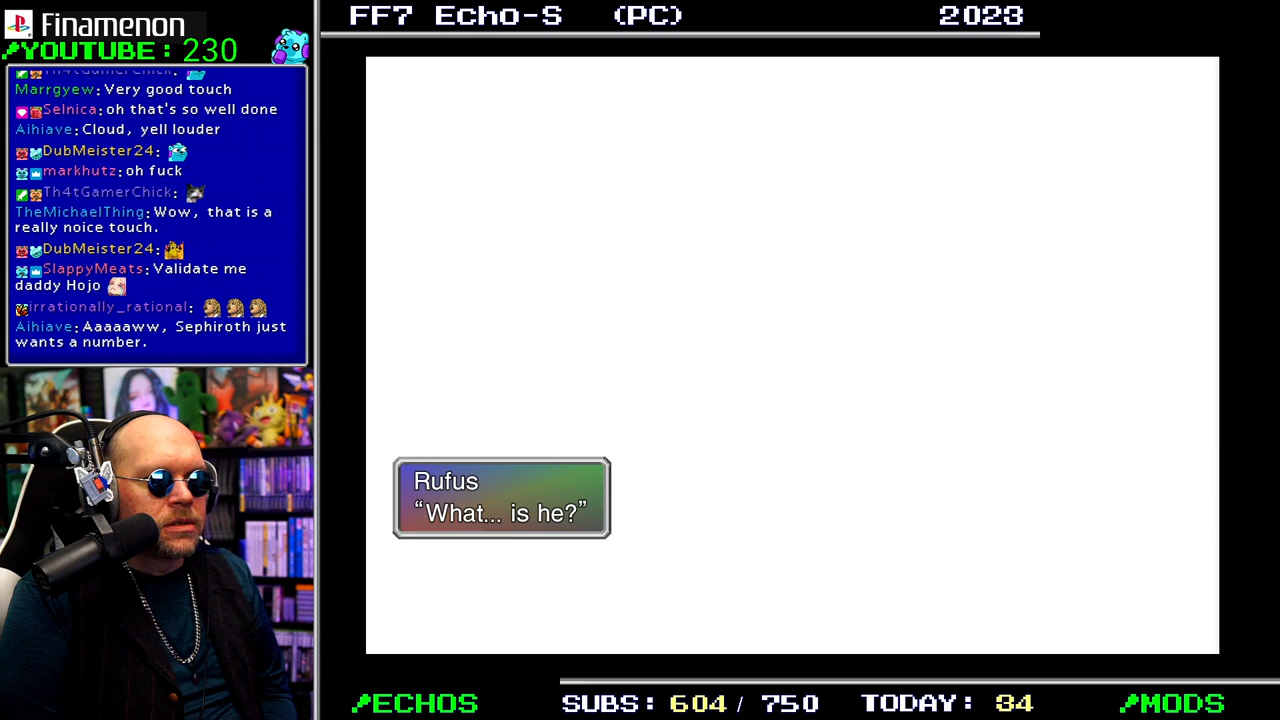 FF7 Echo-S (PC) 2023
Finamenon
/YOUTUBE: 230
Th4tGamerChick:
Marrgyew: Very good touch
Selnica: oh that's so well done
Aihiave: Cloud, yell louder
DubMeister24:
markhutz: oh fuck
Th4tGamerChick:
TheMichaelThing: Wow, that is a
really noice touch.
DubMeister24:
SlappyMeats: Validate me
daddy Hojo
irrationally_rational:
Aihiave: Aaaaaww, Sephiroth just
wants a number.
Rufus
“What... is he?”
/ECHOS SUBS: 604/ 750 TODAY: 34 /MODS